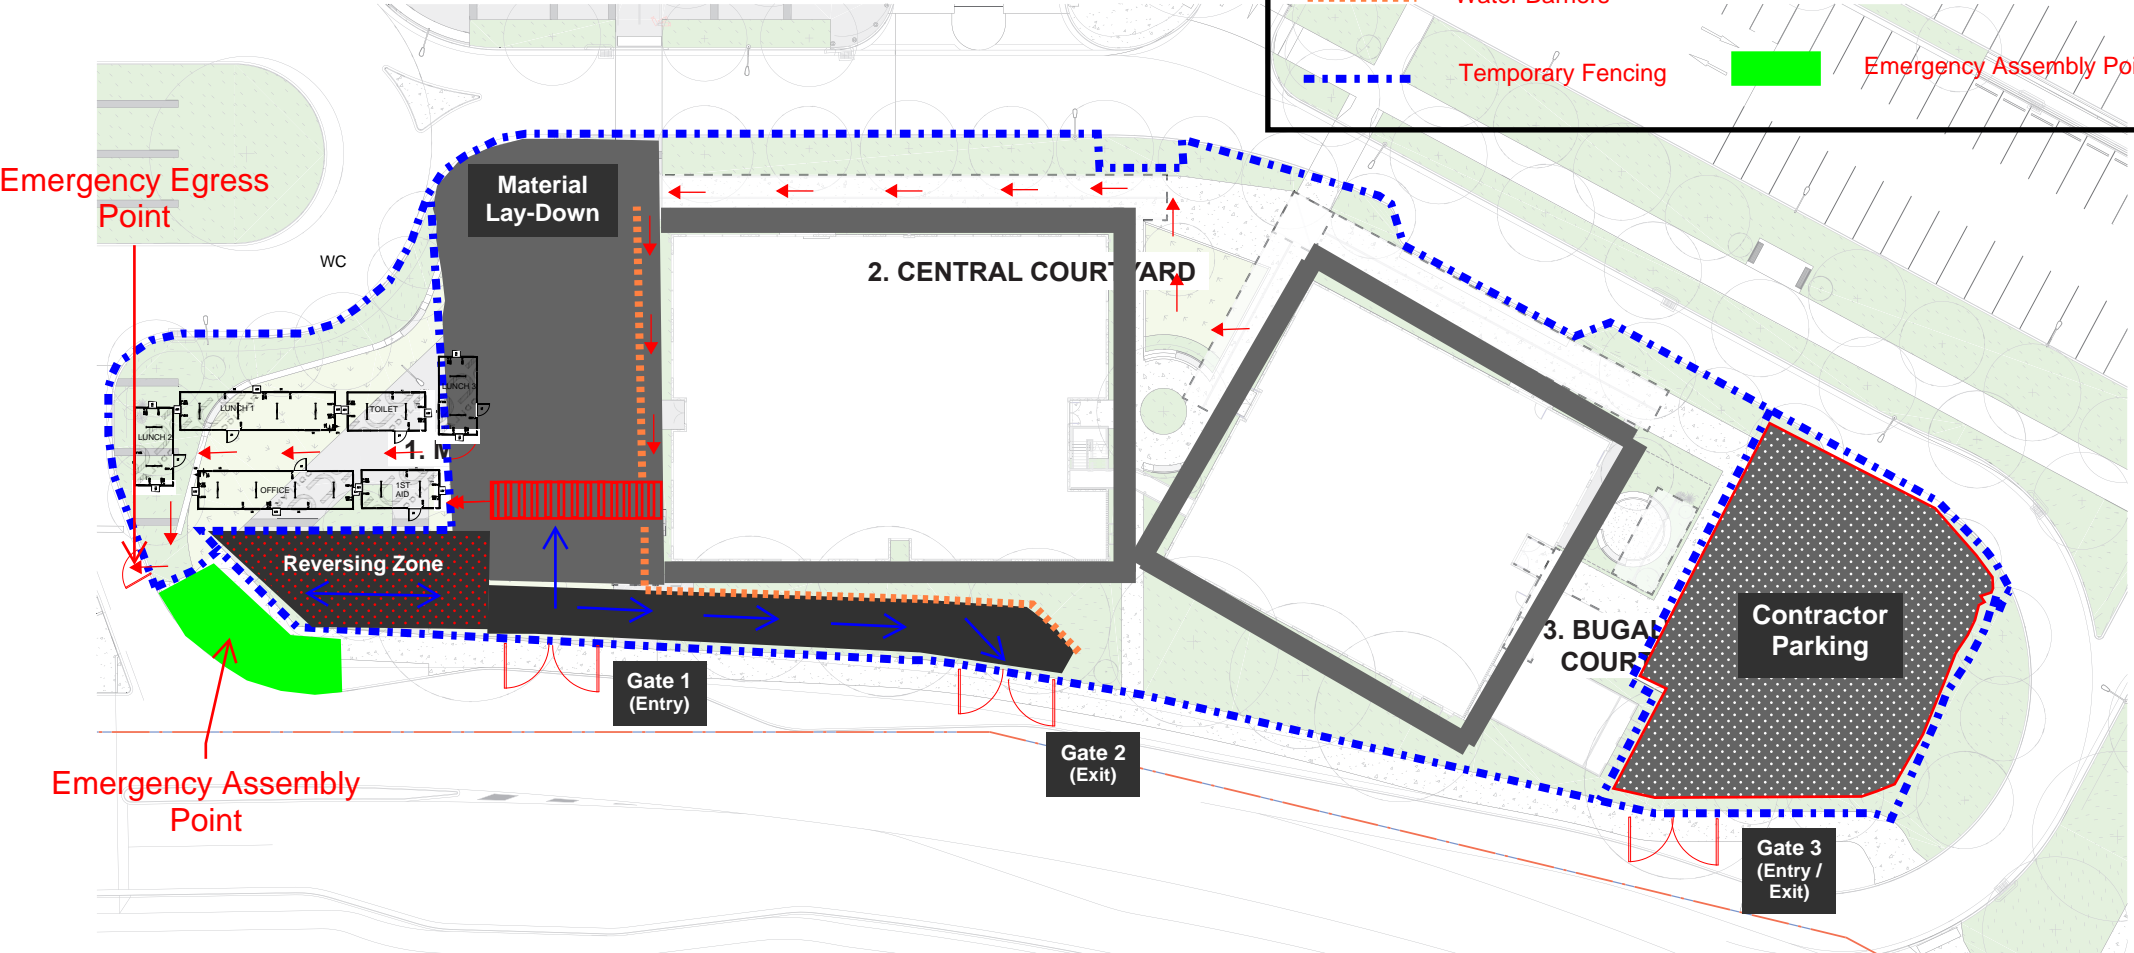 Water Barriers
Temporary Fencing
Emergency Assembly Poi
Emergency Egress
Point
Material
Lay-Down
WC
2. CENTRAL COURTYARD
LUNCH 3
LUNCH 1
TOILET
LUNCH 2
1. M
OFFICE
1ST
AID
Reversing Zone
Contractor
Parking
3. BUGAL
COURT
Gate 1
(Entry)
Gate 2
(Exit)
Emergency Assembly
Point
Gate 3
(Entry /
Exit)